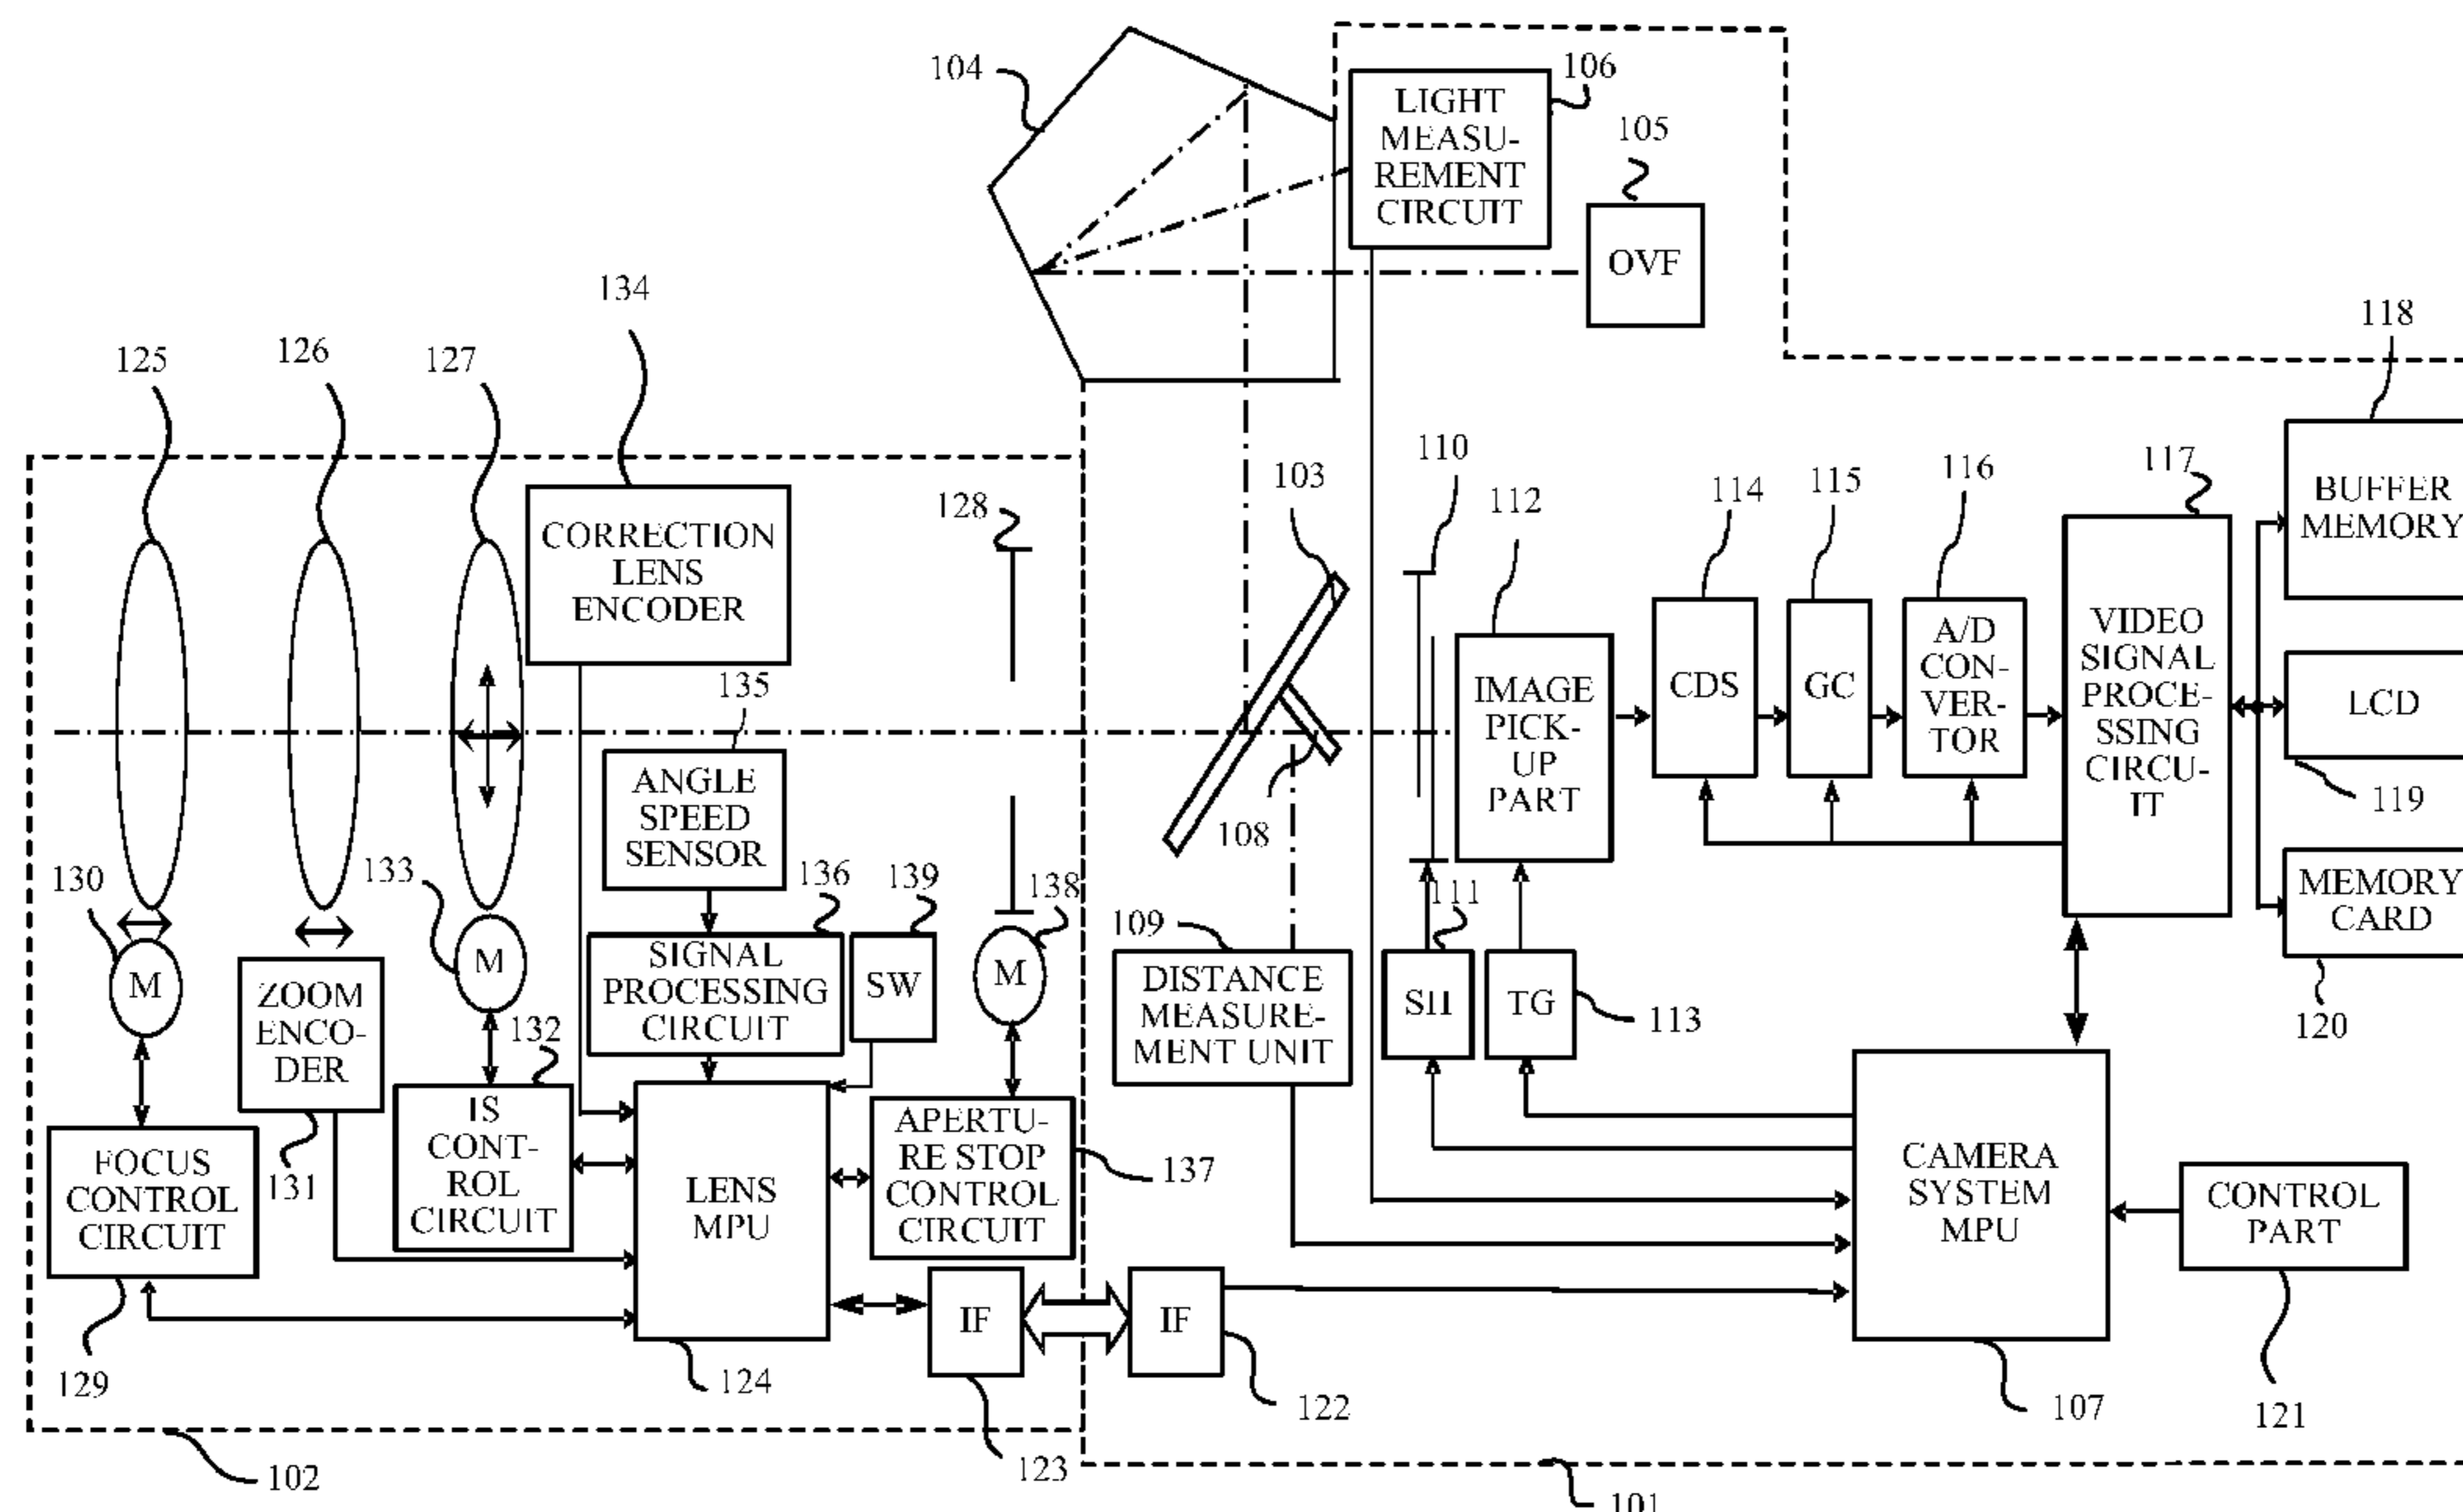 104
LIGHT
MEASU-
REMENT
CIRCUIT
106
105
OVF
134
125
126
127
118
BUFFER
MEMORY
CORRECTION
LENS
ENCODER
128
103
110
112
114
115
116
117
IMAGE
PICK-
UP
PART
CDS
GC
A/D
CON-
VER-
TOR
VIDEO
SIGNAL
PROCE-
SSING
CIRCU-
IT
LCD
119
135
ANGLE
SPEED
SENSOR
108
130
133
136
139
138
111
109
MEMORY
CARD
120
M
ZOOM
ENCO-
DER
M
132
SIGNAL
PROCESSING
CIRCUIT
SW
M
DISTANCE
MEASURE-
MENT UNIT
SH
TG
113
FOCUS
CONTROL
CIRCUIT
131
IS
CONT-
ROL
CIRCUIT
LENS
MPU
APERTU-
RE STOP
CONTROL
CIRCUIT
137
CAMERA
SYSTEM
MPU
CONTROL
PART
IF
IF
129
124
122
107
121
102
123
101